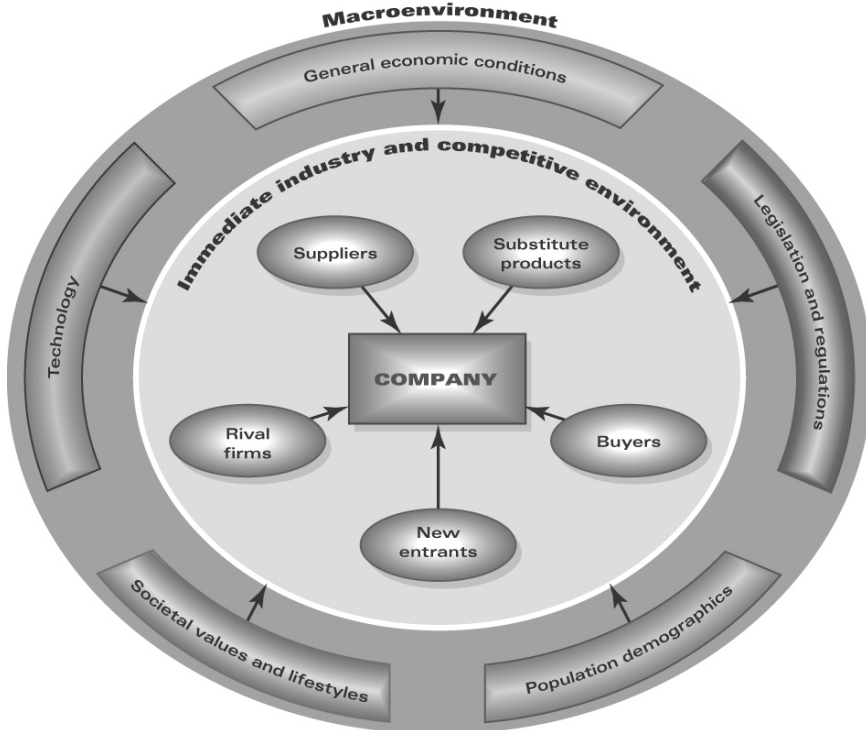 Macroenvironment
General economic conditions
Immediate industry and competitive environment
Technology
Legislation and regulations
Suppliers
Substitute
products
COMPANY
Rival
firms
Buyers
New
entrants
Societal values and lifestyles
Population demographics